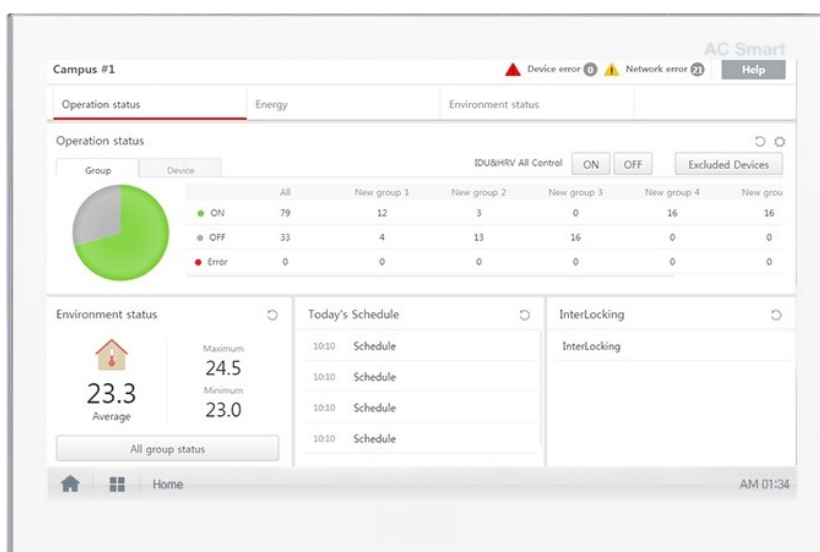 AC Smart
Campus #1 Device error 0 Network error 21 Help
Operation status Energy Environment status
Operation status
Group Device IDU&HRV All Control ON OFF Excluded Devices
All New group 1 New group 2 New group 3 New group 4 New grou
ON 79 12 3 0 16 16
OFF 33 4 13 16 0 0
Error 0 0 0 0 0 0
Environment status Today's Schedule InterLocking
Maximum 10:10 Schedule InterLocking
24.5
23.3 Minimum 10:10 Schedule
Average 23.0 10:10 Schedule
All group status 10:10 Schedule
Home AM 01:34